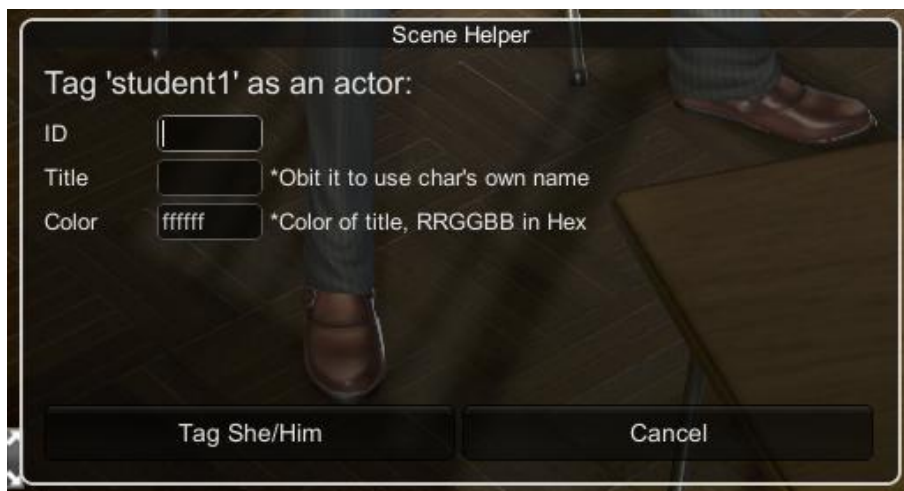 Scene Helper
Tag 'student1' as an actor:
ID
Title *Obit it to use char's own name
Color ffffff *Color of title, RRGGBB in Hex
Tag She/Him Cancel